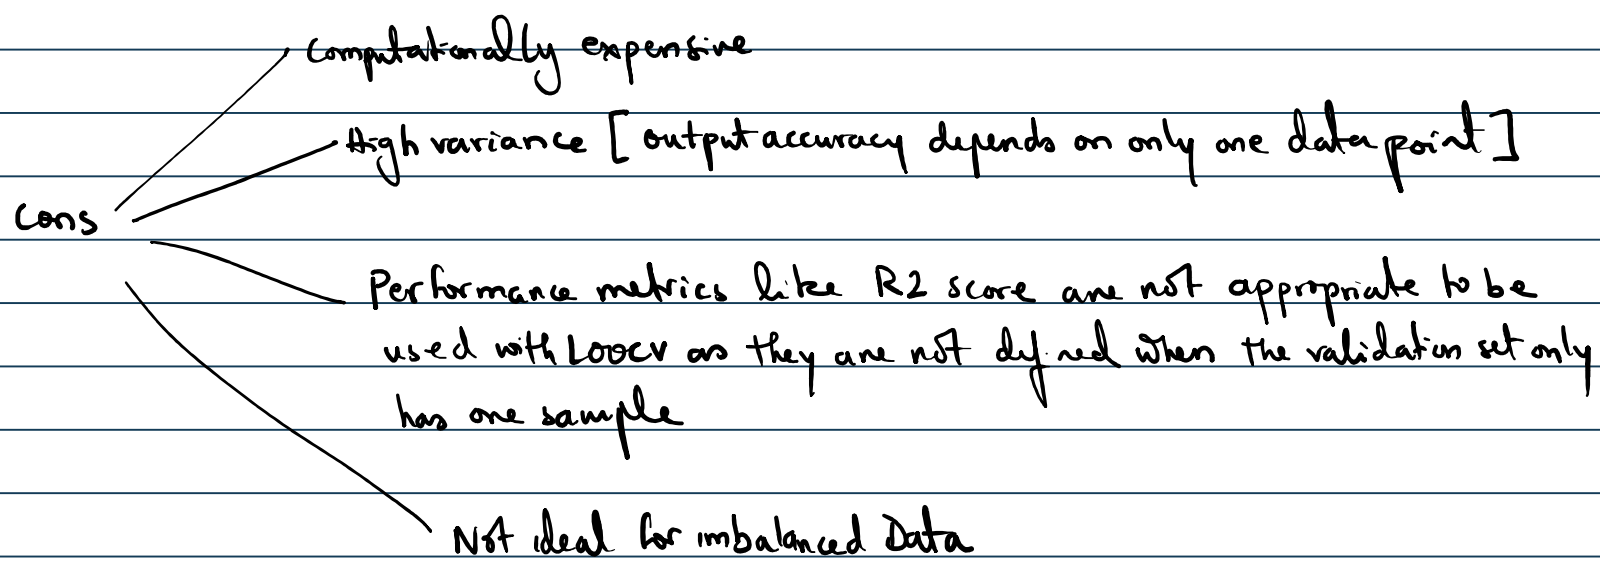 Computationally expensive
High variance [output accuracy depends on only one data point]
Cons
Performance metrics like R2 score are not appropriate to be
used with LOOCV as they are not defined when the validation set only
has one sample
Not ideal for imbalanced Data